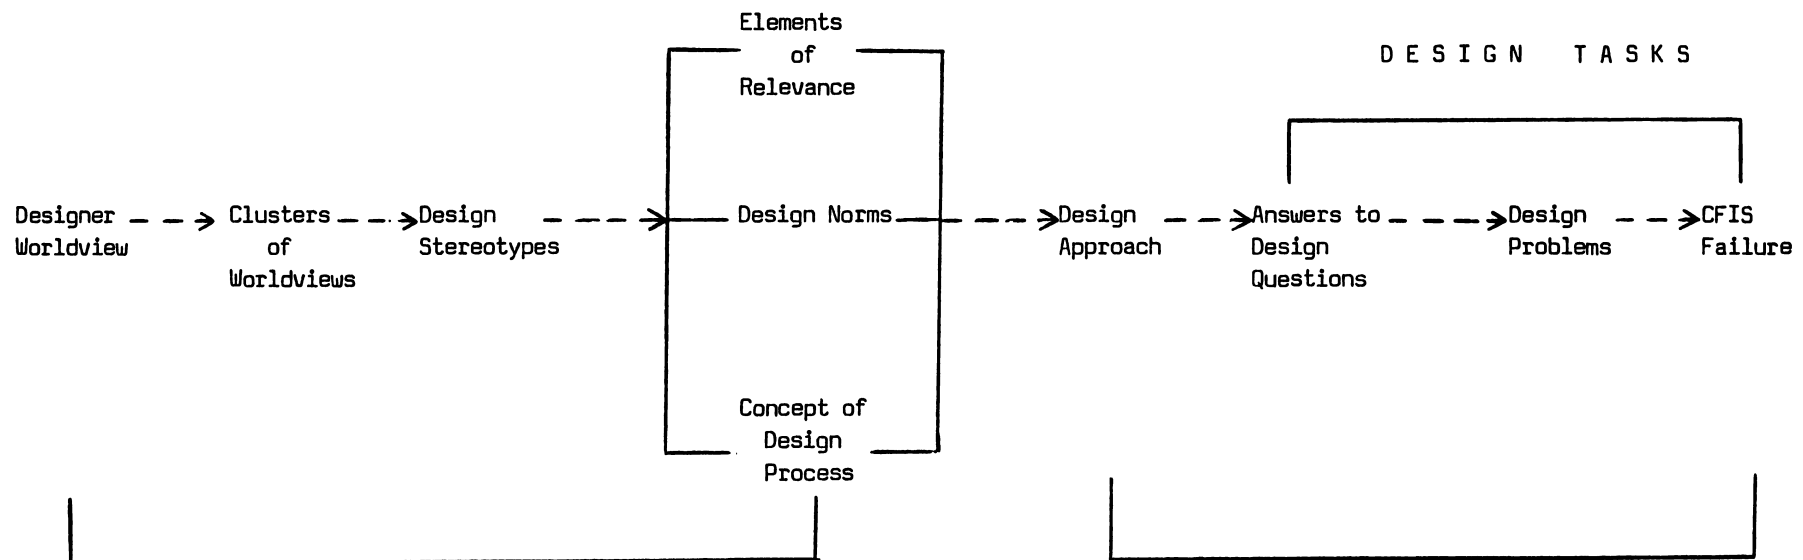 Elements
of
Relevance
DESIGN TASKS
Designer
Worldview
Clusters
of
Worldviews
Design
Stereotypes
Design Norms
Design
Approach
Answers to
Design
Questions
Design
Problems
CFIS
Failure
Concept of
Design
Process